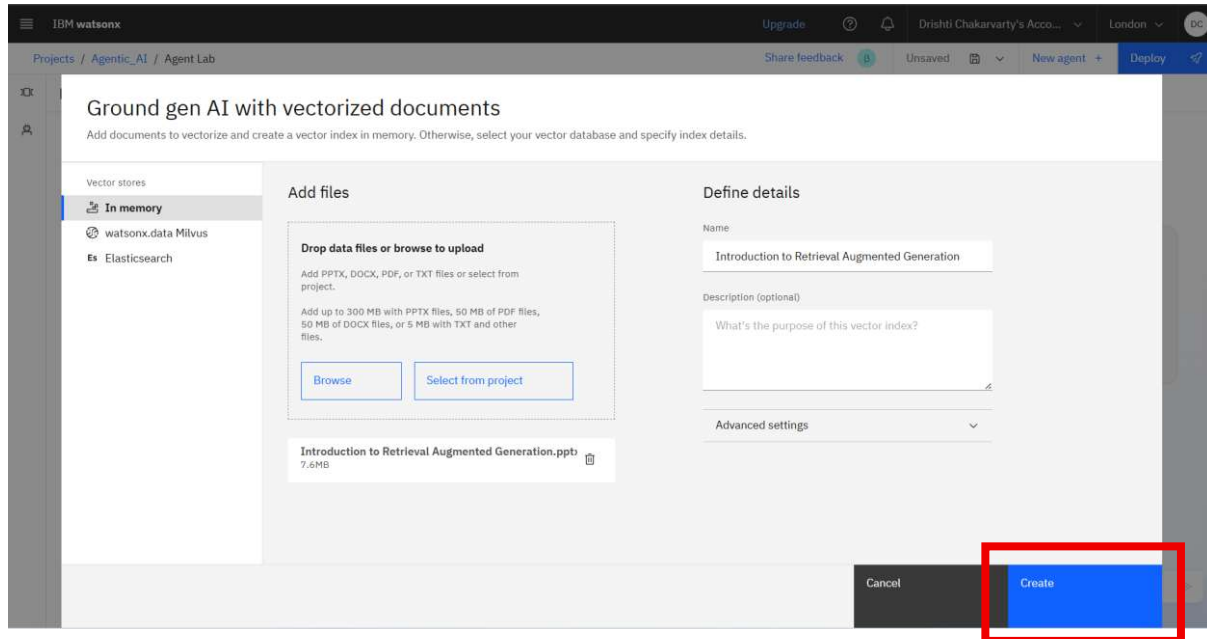 IBM watsonx
Upgrade
Drishti Chakarvarty's Acco...
London
DC
Projects / Agentic_AI / Agent Lab
Share feedback
Unsaved
New agent +
Deploy
Ground gen AI with vectorized documents
Add documents to vectorize and create a vector index in memory. Otherwise, select your vector database and specify index details.
Vector stores
In memory
watsonx.data Milvus
Es Elasticsearch
Add files
Drop data files or browse to upload
Add PPTX, DOCX, PDF, or TXT files or select from
project.
Add up to 300 MB with PPTX files, 50 MB of PDF files,
50 MB of DOCX files, or 5 MB with TXT and other
files.
Browse
Select from project
Introduction to Retrieval Augmented Generation.ppt
7.6MB
Define details
Name
Introduction to Retrieval Augmented Generation
Description (optional)
What's the purpose of this vector index?
Advanced settings
Cancel
Create